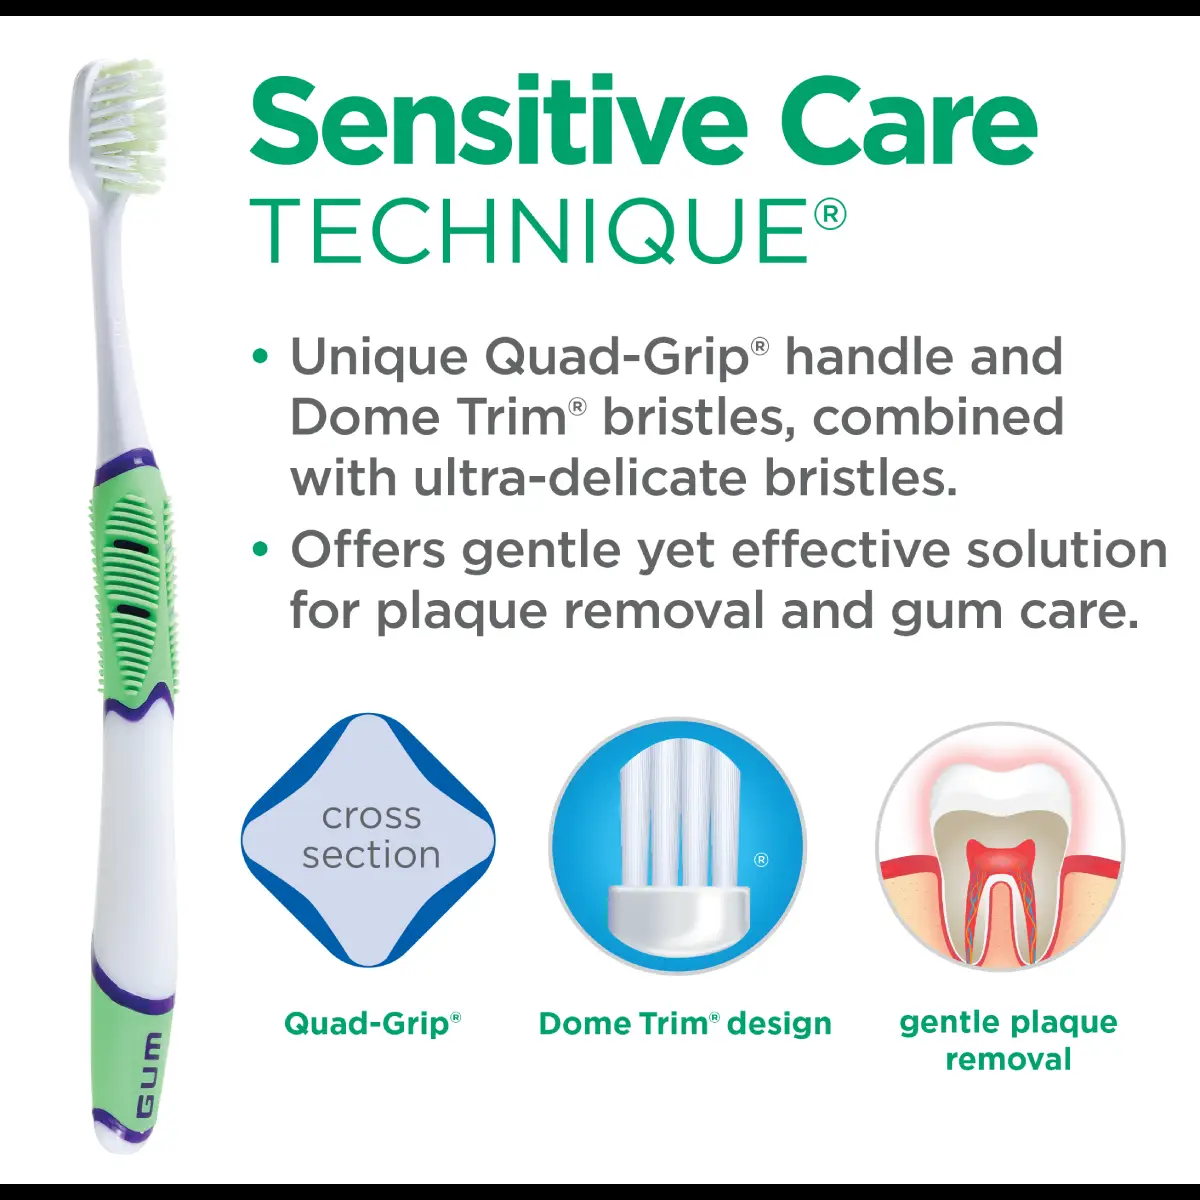 Sensitive Care
TECHNIQUE®
• Unique Quad-Grip® handle and
Dome Trim® bristles, combined
with ultra-delicate bristles.
• Offers gentle yet effective solution
for plaque removal and gum care.
cross
section
®
Quad-Grip®
Dome Trim® design
gentle plaque
removal
GUM